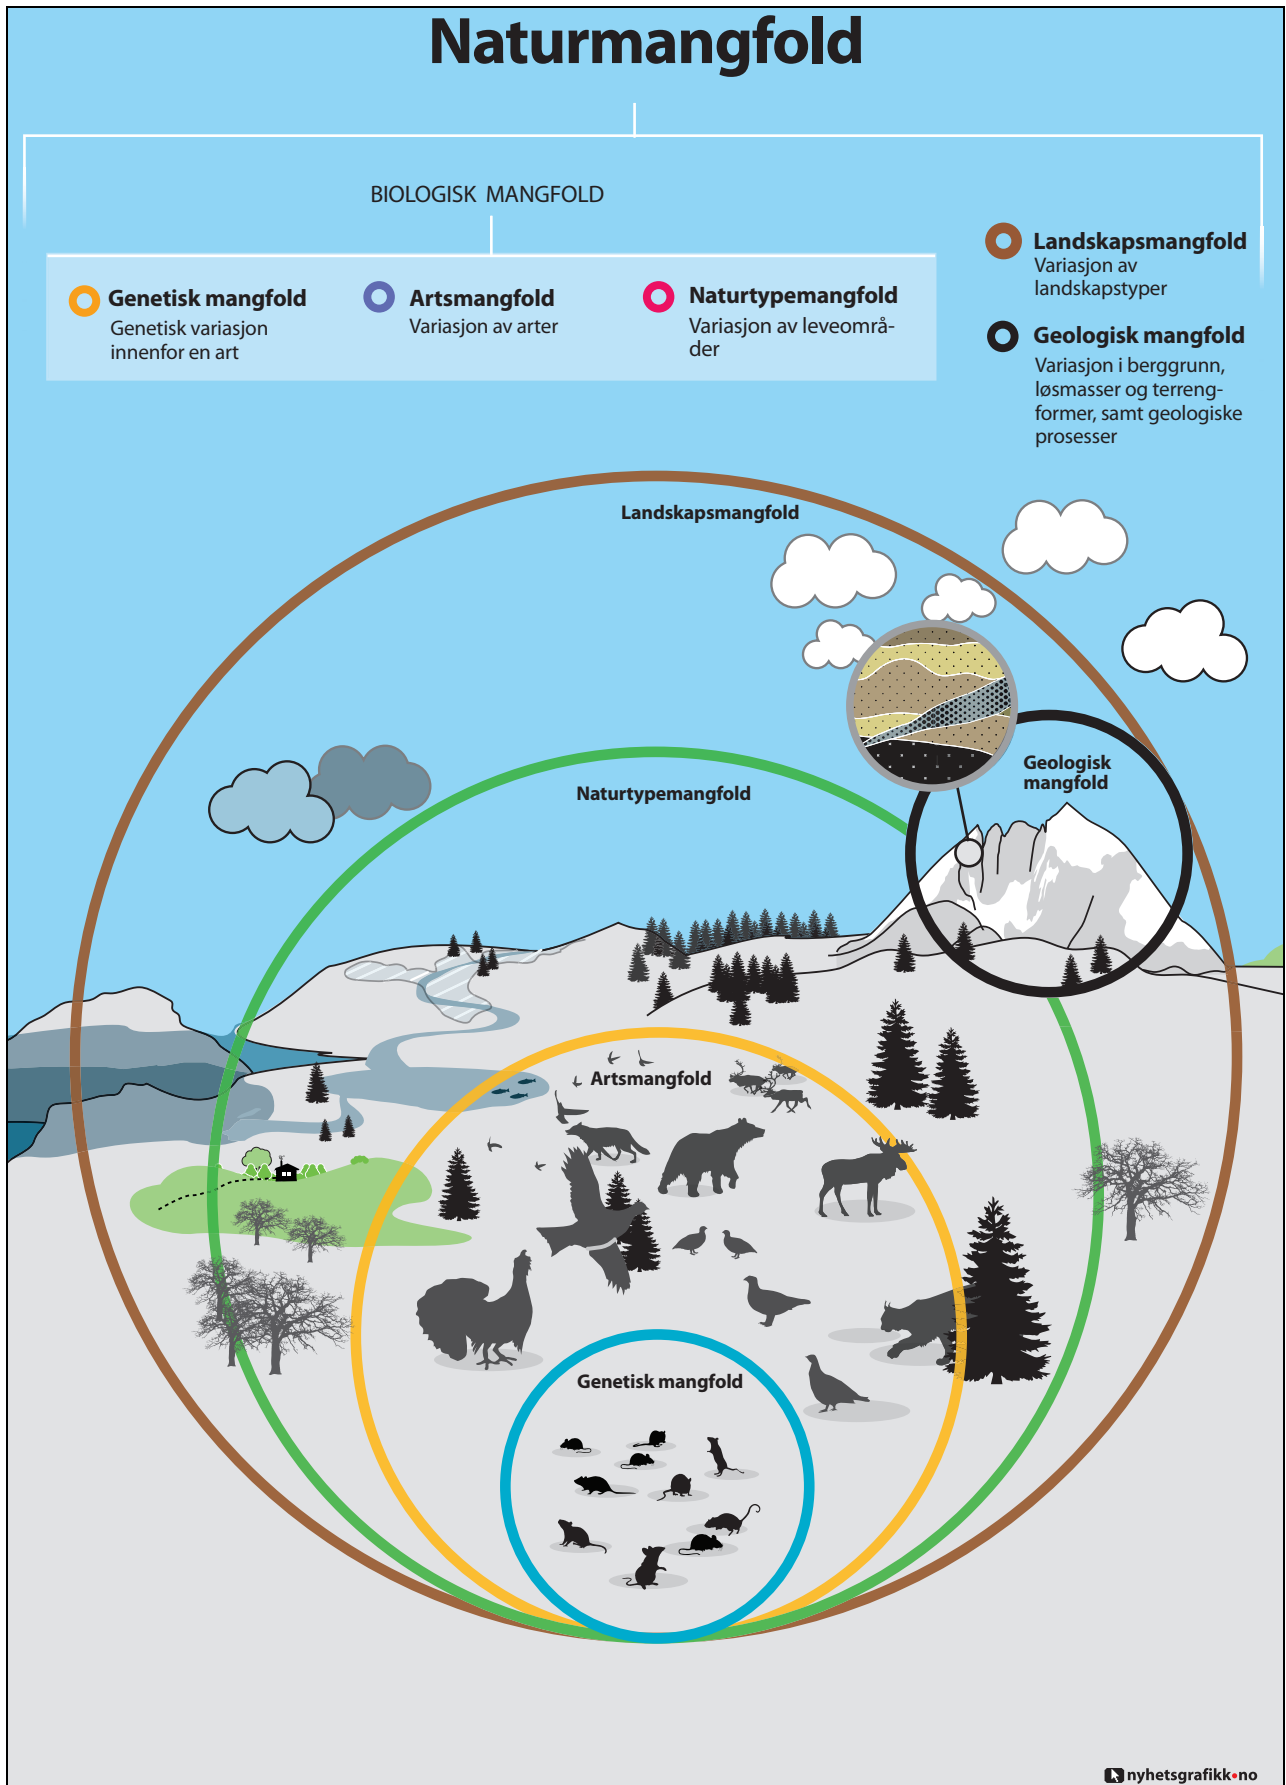 Naturmangfold
BIOLOGISK MANGFOLD
Genetisk mangfold
Genetisk variasjon
innenfor en art
Artsmangfold
Variasjon av arter
Naturtypemangfold
Variasjon av leveområ-
der
Landskapsmangfold
Variasjon av
landskapstyper
Geologisk mangfold
Variasjon i berggrunn,
løsmasser og terreng-
former, samt geologiske
prosesser
Landskapsmangfold
Geologisk
mangfold
Naturtypemangfold
Artsmangfold
Genetisk mangfold
nyhetsgrafikk•no